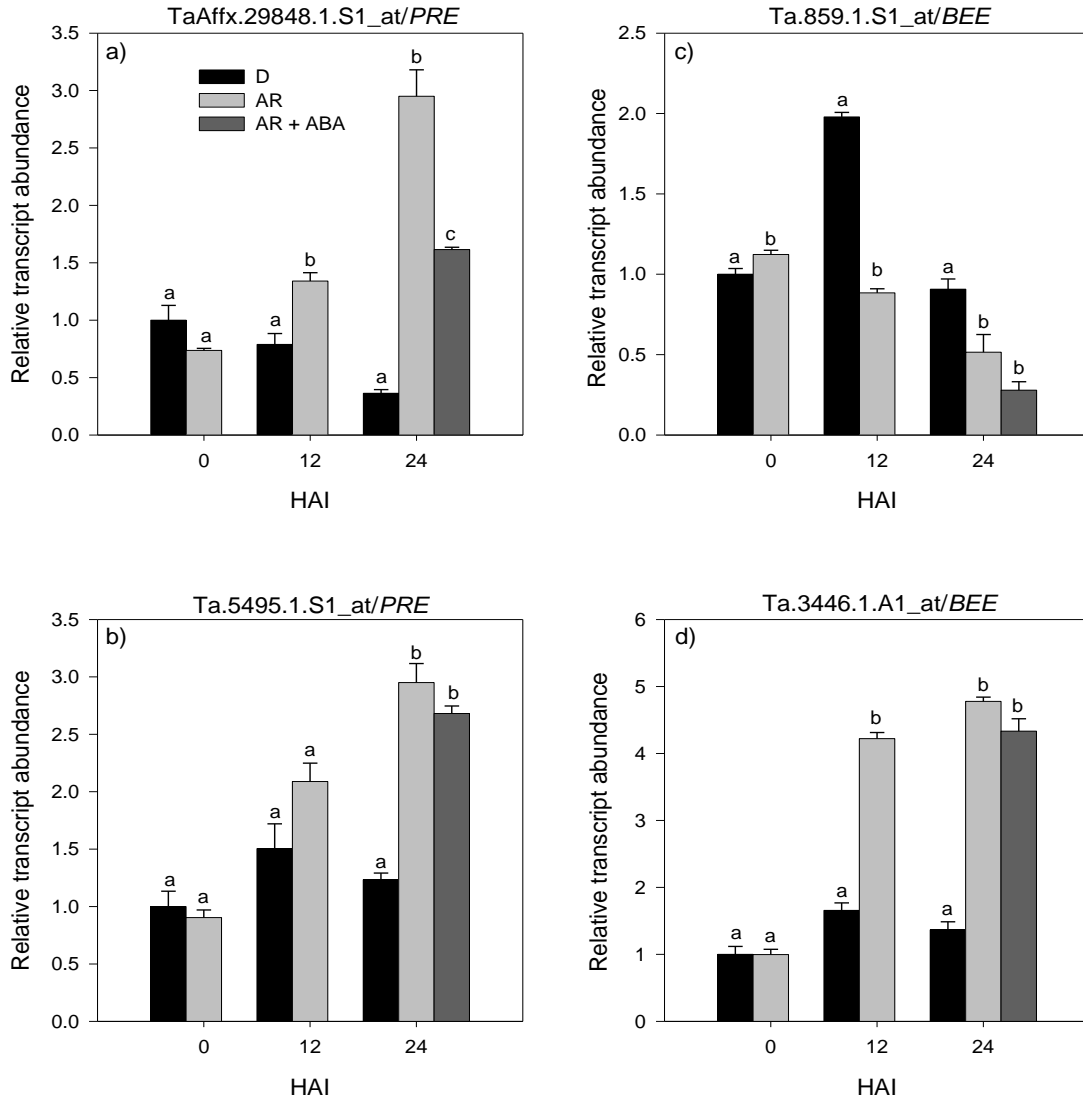 TaAffx.29848.1.S1_at/PRE
a)
D
AR
AR + ABA
Relative transcript abundance
3.5
3.0
2.5
2.0
1.5
1.0
0.5
0.0
a
a
a
b
a
b
c
0
12
24
HAI
Ta.859.1.S1_at/BEE
c)
Relative transcript abundance
2.5
2.0
1.5
1.0
0.5
0.0
a
b
a
b
a
b
b
0
12
24
HAI
Ta.5495.1.S1_at/PRE
b)
Relative transcript abundance
3.5
3.0
2.5
2.0
1.5
1.0
0.5
0.0
a
a
a
a
a
b
b
0
12
24
HAI
Ta.3446.1.A1_at/BEE
d)
Relative transcript abundance
6
5
4
3
2
1
0
a
a
a
b
a
b
b
0
12
24
HAI